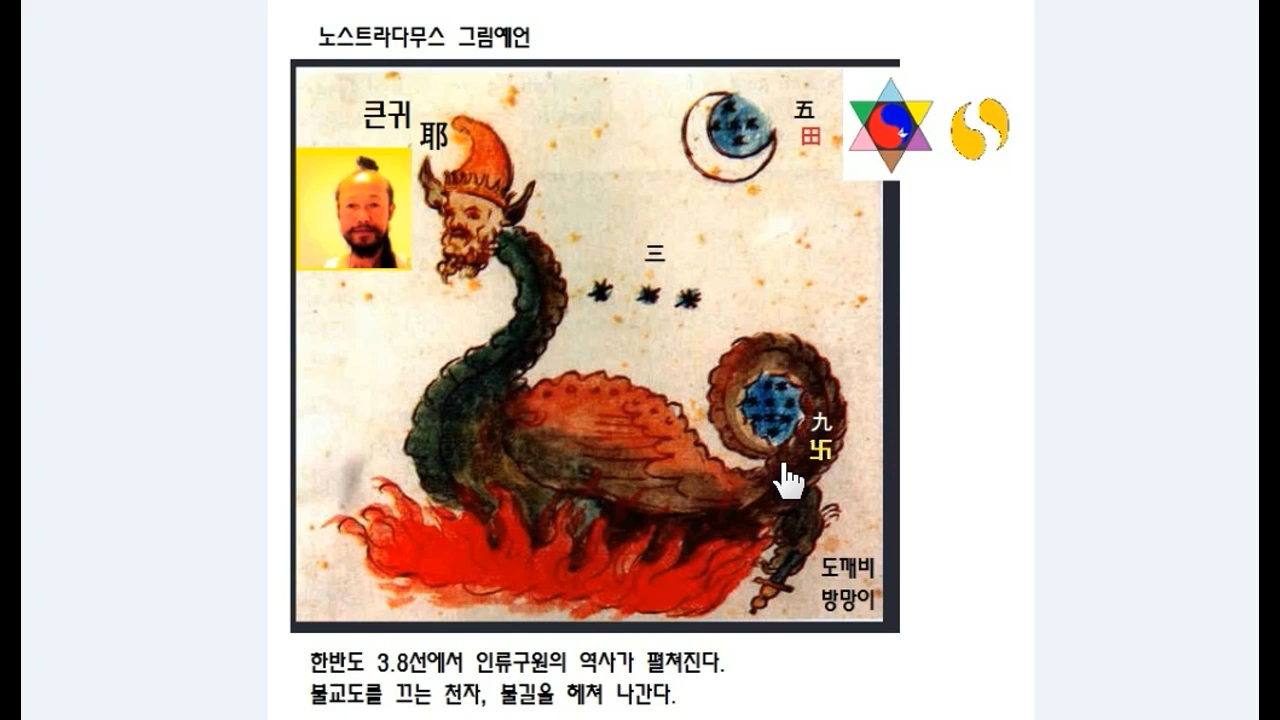 노스트라다무스 그림예언
큰귀
耶
五
田
三
九
卐
도깨비
방망이
한반도 3.8선에서 인류구원의 역사가 펼쳐진다.
불교도를 끄는 천자, 불길을 헤쳐 나간다.